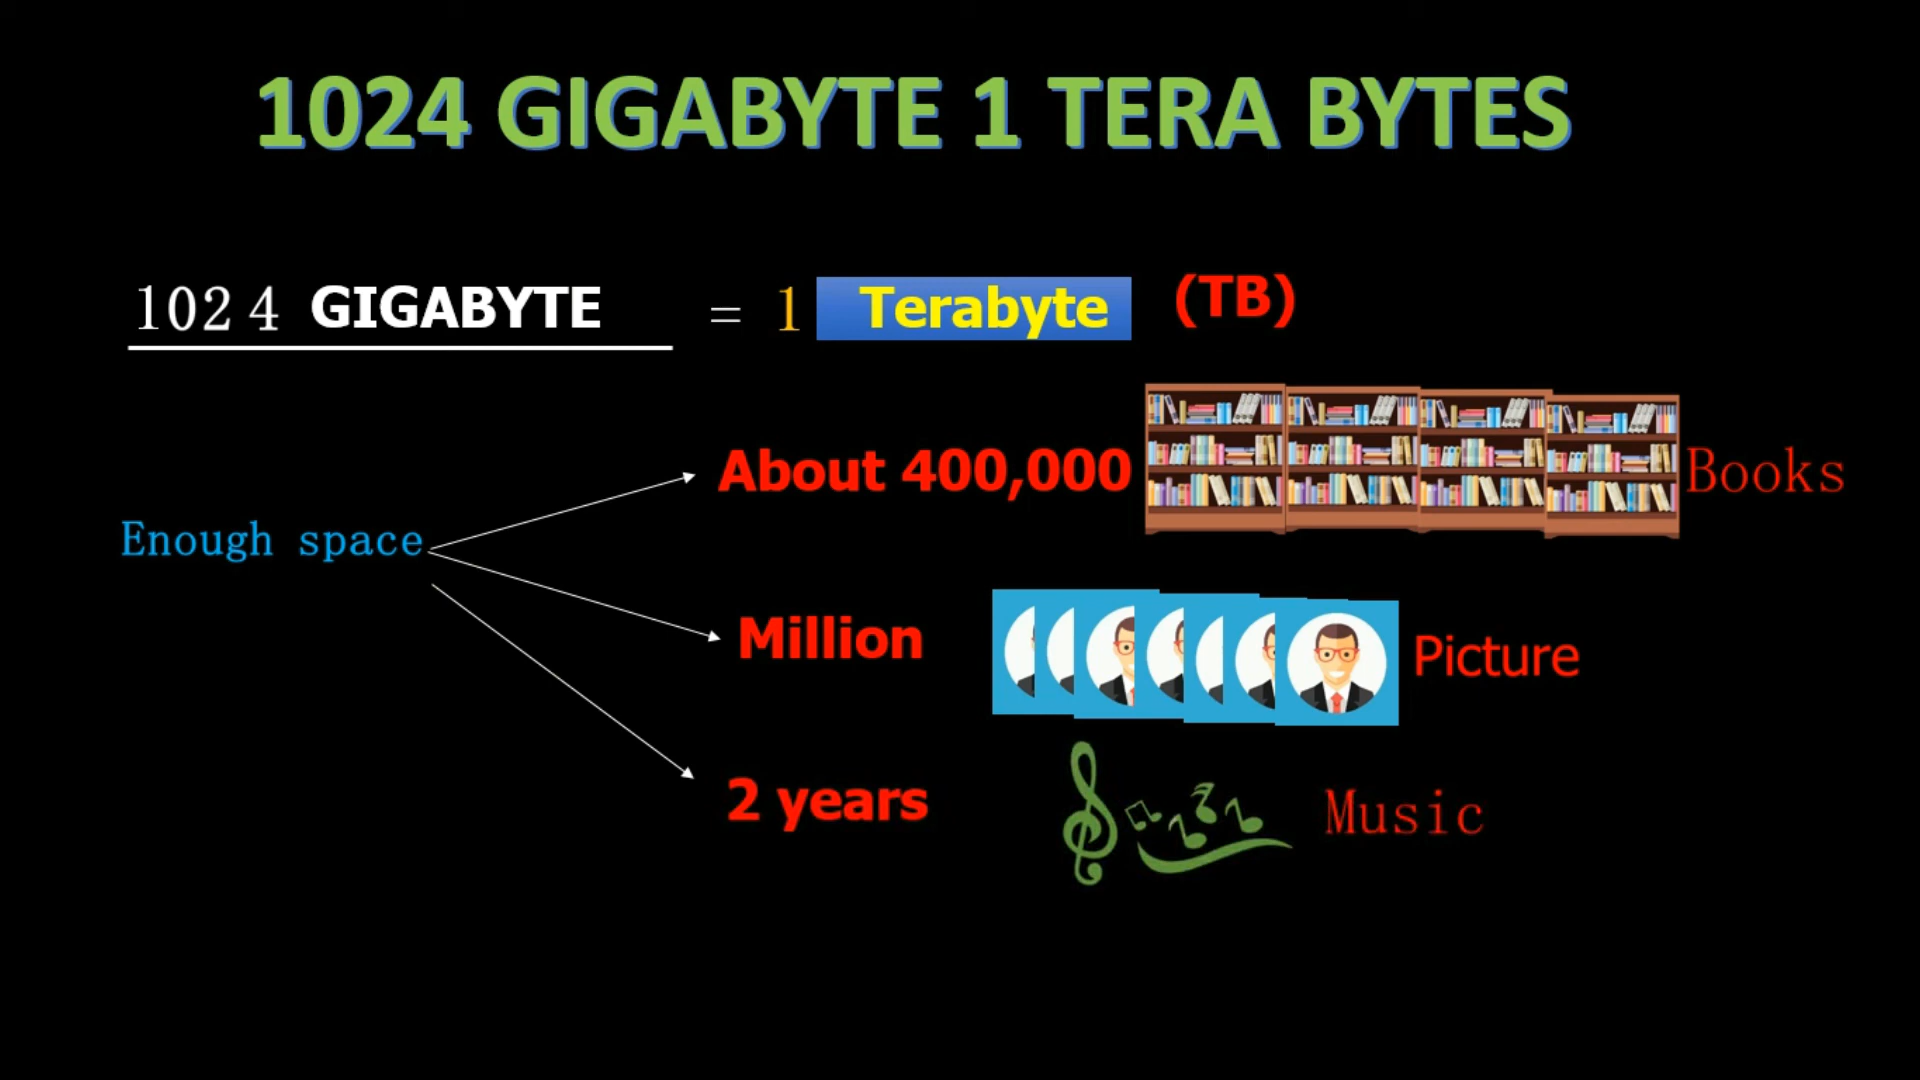 1024 GIGABYTE 1 TERA BYTES
1024 GIGABYTE = 1 Terabyte (TB)
About 400,000 Books
Enough space
Million Picture
2 years Music